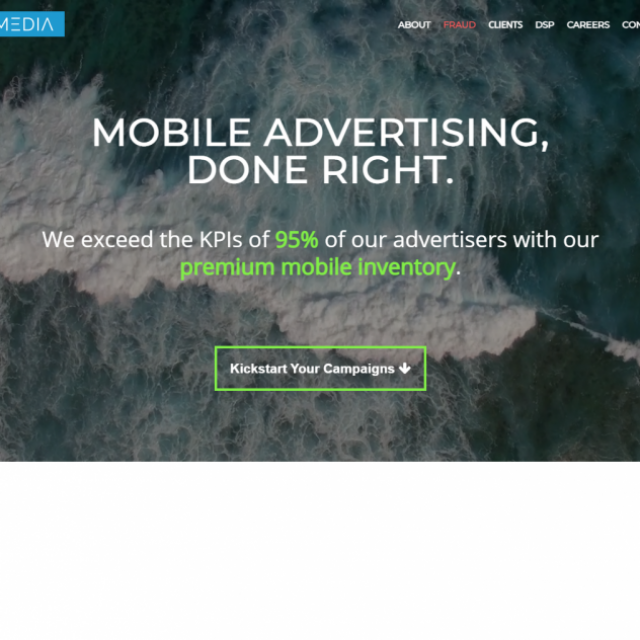 MEDIA
ABOUT FRAUD CLIENTS DSP CAREERS
MOBILE ADVERTISING,
DONE RIGHT.
We exceed the KPIs of 95% of our advertisers with our
premium mobile inventory.
Kickstart Your Campaigns